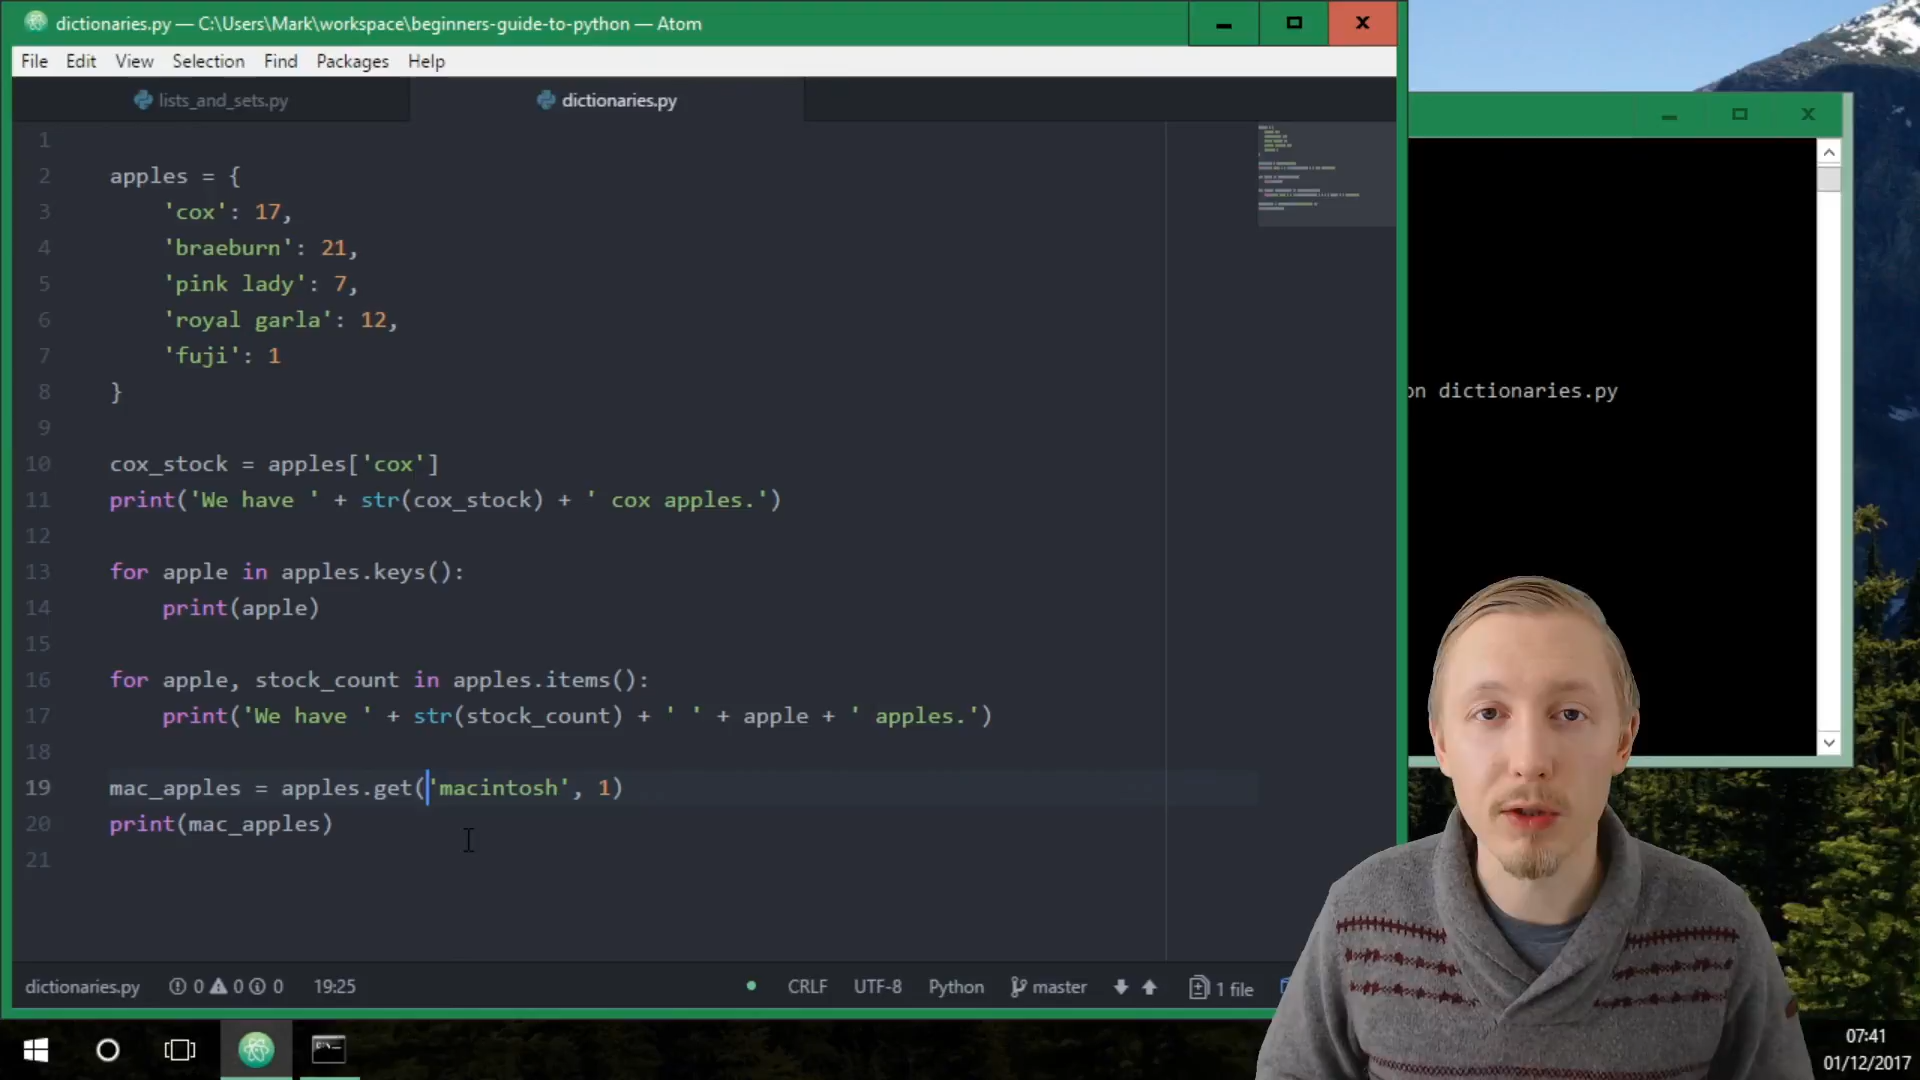 dictionaries.py — C:\Users\Mark\workspace\beginners-guide-to-python — Atom
File Edit View Selection Find Packages Help
lists_and_sets.py dictionaries.py
1
2 apples = {
3 'cox': 17,
4 'braeburn': 21,
5 'pink lady': 7,
6 'royal garla': 12,
7 'fuji': 1
8 }
9
10 cox_stock = apples['cox']
11 print('We have ' + str(cox_stock) + ' cox apples.')
12
13 for apple in apples.keys():
14 print(apple)
15
16 for apple, stock_count in apples.items():
17 print('We have ' + str(stock_count) + ' ' + apple + ' apples.')
18
19 mac_apples = apples.get('macintosh', 1)
20 print(mac_apples)
21
on dictionaries.py
dictionaries.py 0 0 0 19:25 CRLF UTF-8 Python master 1 file
07:41
01/12/2017